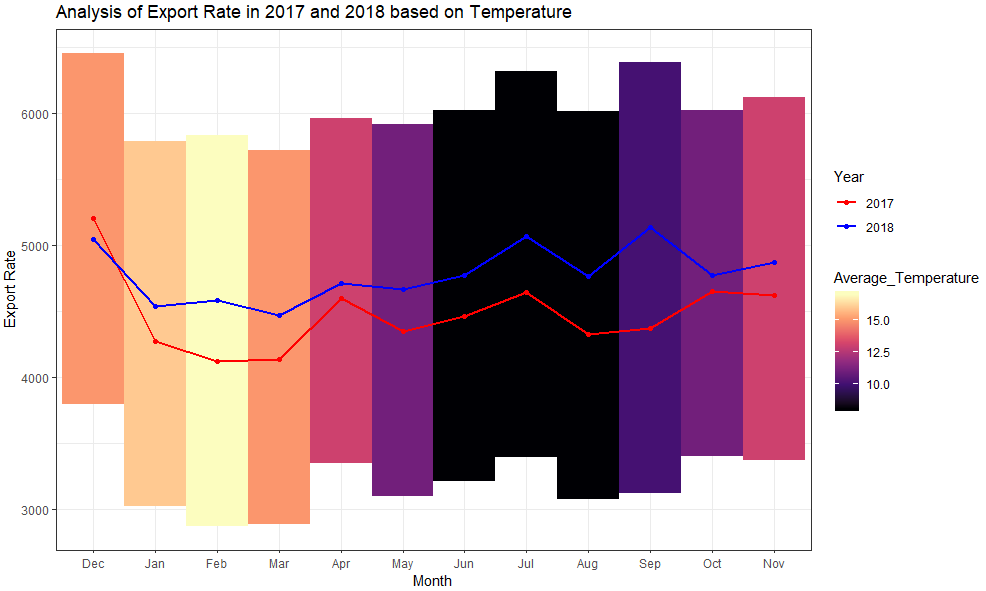 Analysis of Export Rate in 2017 and 2018 based on Temperature
Export Rate
6000
5000
4000
3000
Dec Jan Feb Mar Apr May Jun Jul Aug Sep Oct Nov
Month
Year
2017
2018
Average_Temperature
15.0
12.5
10.0